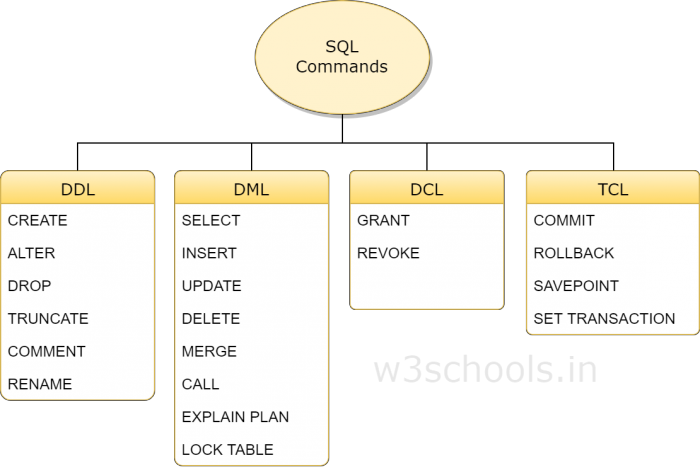 SQL
Commands
DDL
CREATE
ALTER
DROP
TRUNCATE
COMMENT
RENAME
DML
SELECT
INSERT
UPDATE
DELETE
MERGE
CALL
EXPLAIN PLAN
LOCK TABLE
DCL
GRANT
REVOKE
TCL
COMMIT
ROLLBACK
SAVEPOINT
SET TRANSACTION
w3schools.in